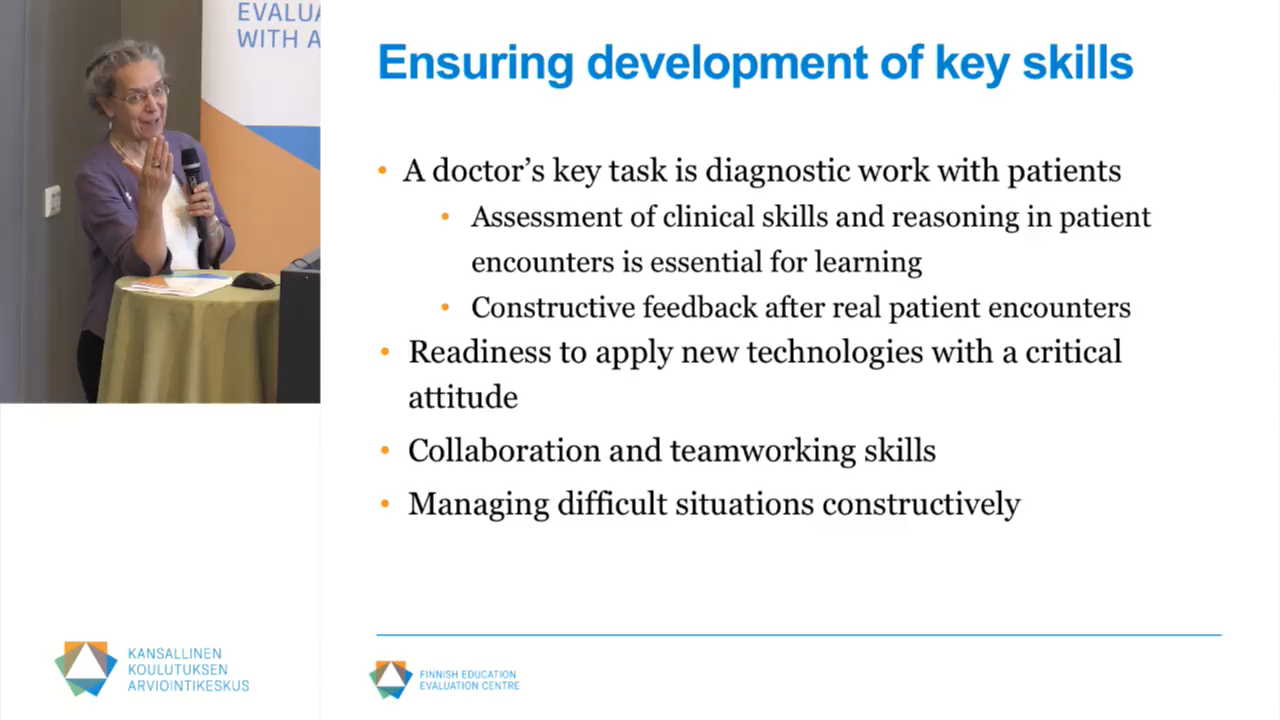 EVALUA
WITH A
Ensuring development of key skills
• A doctor’s key task is diagnostic work with patients
• Assessment of clinical skills and reasoning in patient
encounters is essential for learning
• Constructive feedback after real patient encounters
• Readiness to apply new technologies with a critical
attitude
• Collaboration and teamworking skills
• Managing difficult situations constructively
KANSALLINEN
KOULUTUKSEN
ARVIOINTIKESKUS
FINNISH EDUCATION
EVALUATION CENTRE